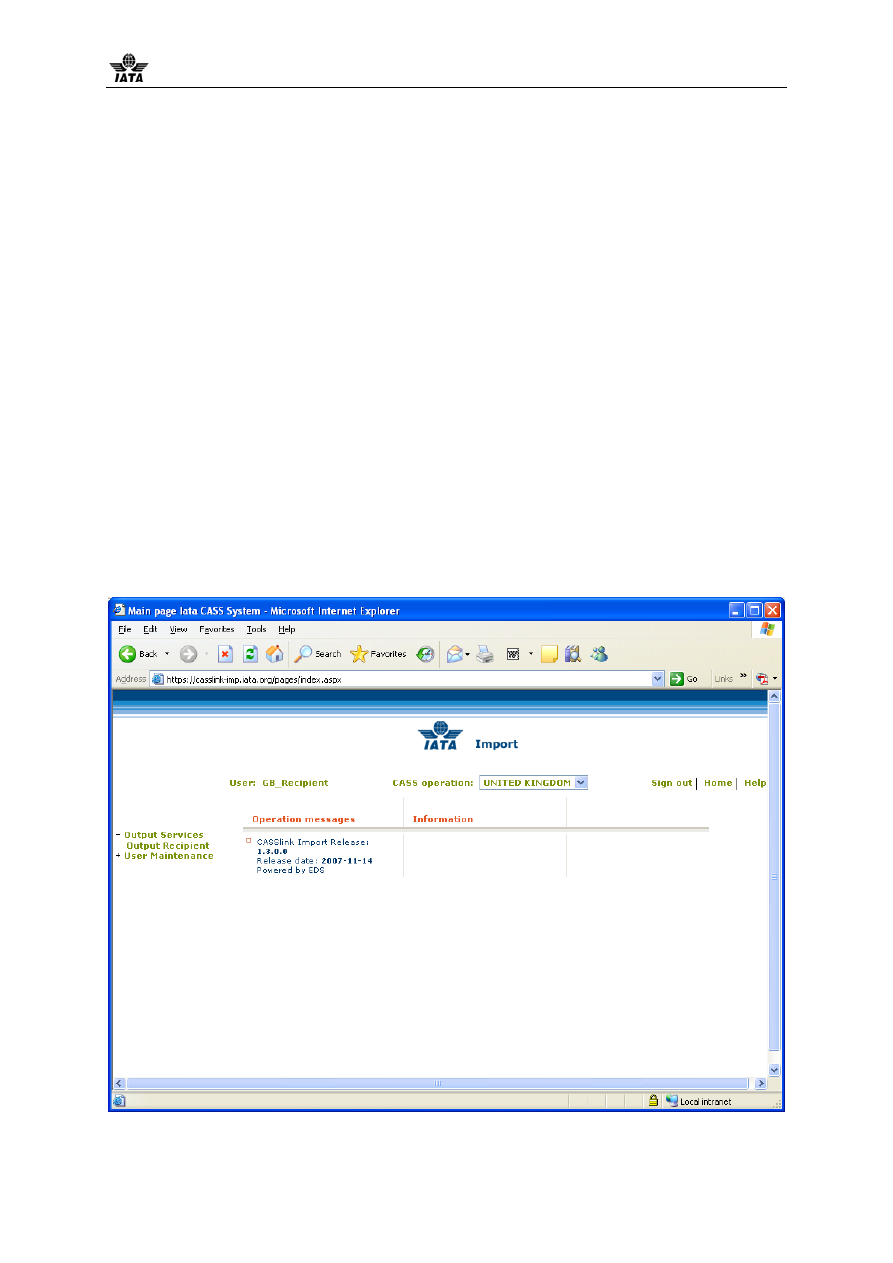 IATA
Main page Iata CASS System - Microsoft Internet Explorer
File Edit View Favorites Tools Help
Back Search Favorites
Address https://casslink-imp.iata.org/pages/index.aspx Go Links »
IATA Import
User: GB_Recipient CASS operation: UNITED KINGDOM Sign out | Home | Help
Operation messages Information
- Output Services
Output Recipient
+ User Maintenance
CASSlink Import Release:
1.3.0.0
Release date: 2007-11-14
Powered by EDS
Local intranet